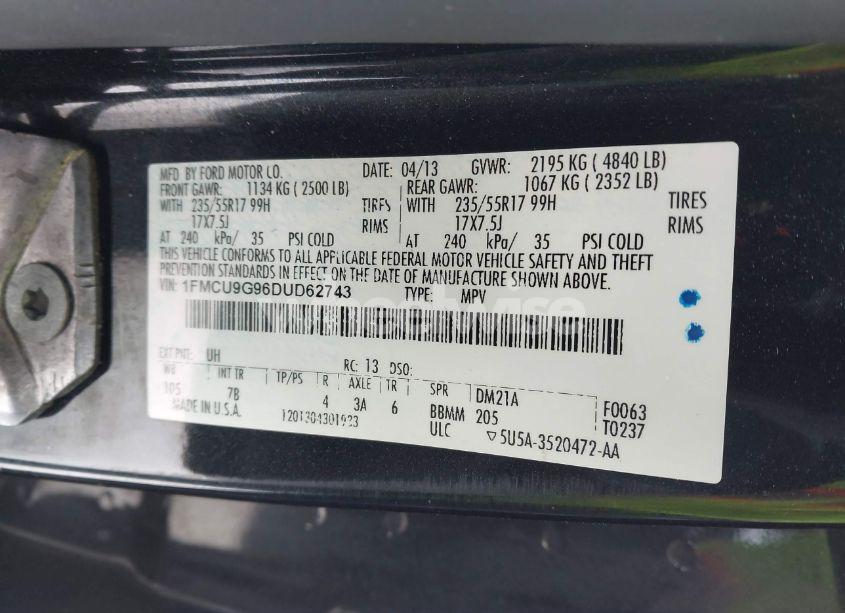 MFD. BY FORD MOTOR CO. DATE: 04/13 GVWR: 2195 KG ( 4840 LB)
FRONT GAWR: 1134 KG ( 2500 LB) REAR GAWR: 1067 KG ( 2352 LB)
WITH 235/55R17 99H TIRES WITH 235/55R17 99H TIRES
17X7.5J RIMS 17X7.5J RIMS
AT 240 kPa/ 35 PSI COLD AT 240 kPa/ 35 PSI COLD
THIS VEHICLE CONFORMS TO ALL APPLICABLE FEDERAL MOTOR VEHICLE SAFETY AND THEFT
PREVENTION STANDARDS IN EFFECT ON THE DATE OF MANUFACTURE SHOWN ABOVE.
VIN: 1FMCU9G96DUD62743 TYPE: MPV
EXT PNT: UH RC: 13 DSO:
WB INT TR TP/PS R AXLE TR SPR DM21A F0063
105 7B 4 3A 6 BBMM 205 T0237
MADE IN U.S.A. 1201304301923 ULC ▽5U5A-3520472-AA